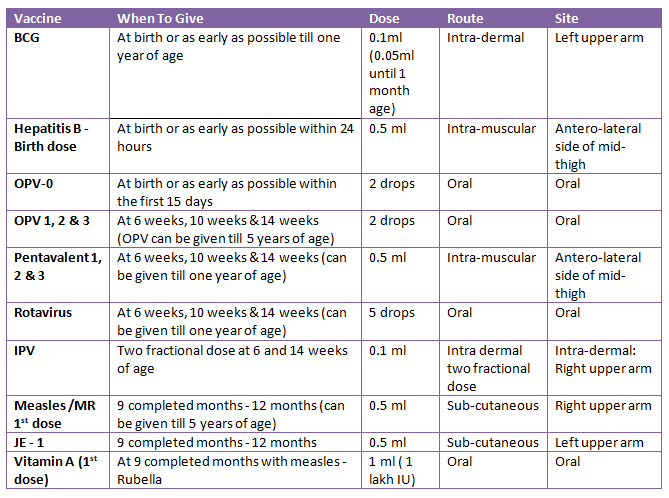 Vaccine When To Give Dose Route Site
BCG At birth or as early as possible till one 0.1ml Intra-dermal Left upper arm
year of age (0.05ml
until 1
month
age)
Hepatitis B - At birth or as early as possible within 24 0.5 ml Intra-muscular Antero-lateral
Birth dose hours side of mid-
thigh
OPV-0 At birth or as early as possible within 2 drops Oral Oral
the first 15 days
OPV 1, 2 & 3 At 6 weeks, 10 weeks & 14 weeks 2 drops Oral Oral
(OPV can be given till 5 years of age)
Pentavalent 1, At 6 weeks, 10 weeks & 14 weeks (can 0.5 ml Intra-muscular Antero-lateral
2 & 3 be given till one year of age) side of mid-
thigh
Rotavirus At 6 weeks, 10 weeks & 14 weeks (can 5 drops Oral Oral
be given till one year of age)
IPV Two fractional dose at 6 and 14 weeks 0.1 ml Intra dermal Intra-dermal:
of age two fractional Right upper arm
dose
Measles /MR 9 completed months - 12 months (can 0.5 ml Sub-cutaneous Right upper arm
1st dose be given till 5 years of age)
JE - 1 9 completed months - 12 months 0.5 ml Sub-cutaneous Left upper arm
Vitamin A (1st At 9 completed months with measles - 1 ml ( 1 Oral Oral
dose) Rubella lakh IU)